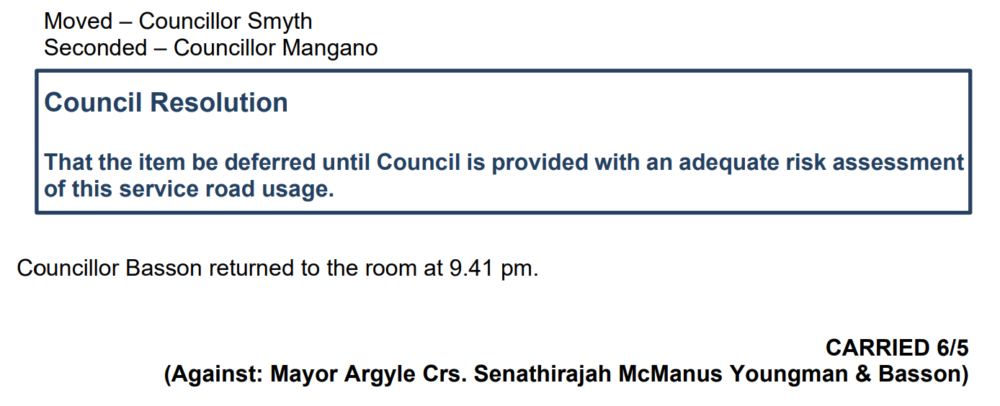 Moved – Councillor Smyth
Seconded – Councillor Mangano
Council Resolution
That the item be deferred until Council is provided with an adequate risk assessment
of this service road usage.
Councillor Basson returned to the room at 9.41 pm.
CARRIED 6/5
(Against: Mayor Argyle Crs. Senathirajah McManus Youngman & Basson)